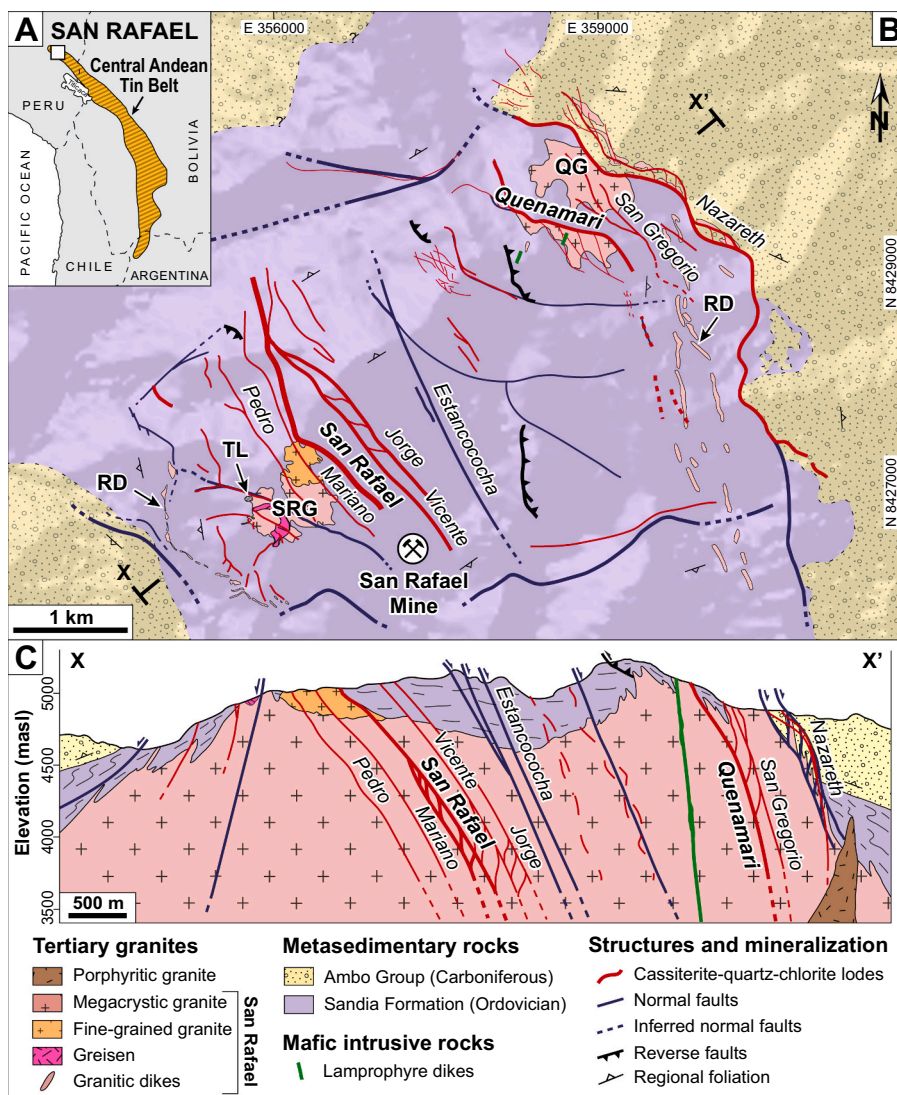 A
SAN RAFAEL
Central Andean
Tin Belt
Titicaca
PERU
BOLIVIA
PACIFIC OCEAN
CHILE
ARGENTINA
E 356000
E 359000
B
N
X'
?
?
QG
Quenamari
San Gregorio
Nazareth
N 8429000
RD
Pedro
San Rafael
Jorge
Estancococha
TL
RD
SRG
Mariano
Vicente
N 8427000
San Rafael
Mine
X
1 km
C
X
X'
Elevation (masl)
5000
4500
4000
3500
Pedro
Mariano
San Rafael
Vicente
Jorge
Estancococha
Quenamari
San Gregorio
Nazareth
500 m
Tertiary granites
Porphyritic granite
Megacrystic granite
Fine-grained granite
Greisen
Granitic dikes
San Rafael
Metasedimentary rocks
Ambo Group (Carboniferous)
Sandia Formation (Ordovician)
Mafic intrusive rocks
Lamprophyre dikes
Structures and mineralization
Cassiterite-quartz-chlorite lodes
Normal faults
Inferred normal faults
Reverse faults
Regional foliation